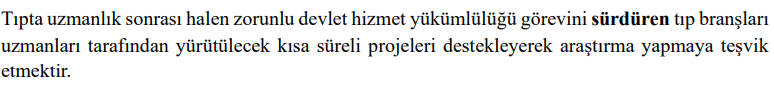 Tıpta uzmanlık sonrası halen zorunlu devlet hizmet yükümlülüğü görevini sürdüren tıp branşları
uzmanları tarafından yürütülecek kısa süreli projeleri destekleyerek araştırma yapmaya teşvik
etmektir.